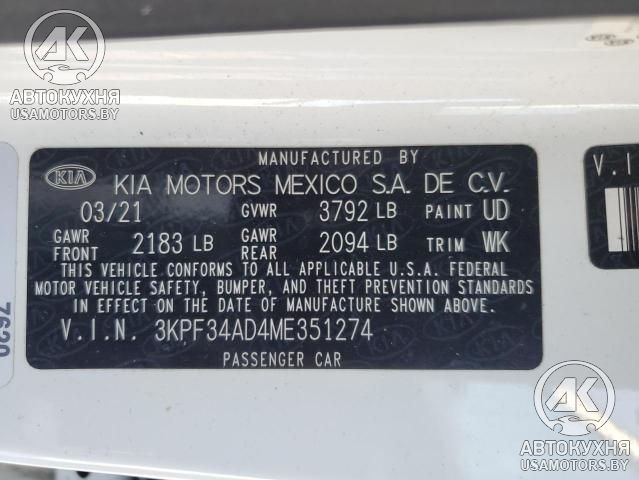 AK
АВТОКУХНЯ
USAMOTORS.BY
MANUFACTURED BY
KIA KIA MOTORS MEXICO S.A. DE C.V.
03/21 GVWR 3792 LB PAINT UD
GAWR FRONT 2183 LB GAWR REAR 2094 LB TRIM WK
THIS VEHICLE CONFORMS TO ALL APPLICABLE U.S.A. FEDERAL
MOTOR VEHICLE SAFETY, BUMPER, AND THEFT PREVENTION STANDARDS
IN EFFECT ON THE DATE OF MANUFACTURE SHOWN ABOVE.
V.I.N. 3KPF34AD4ME351274
PASSENGER CAR
V.I
7620
AK
АВТОКУХНЯ
USAMOTORS.BY